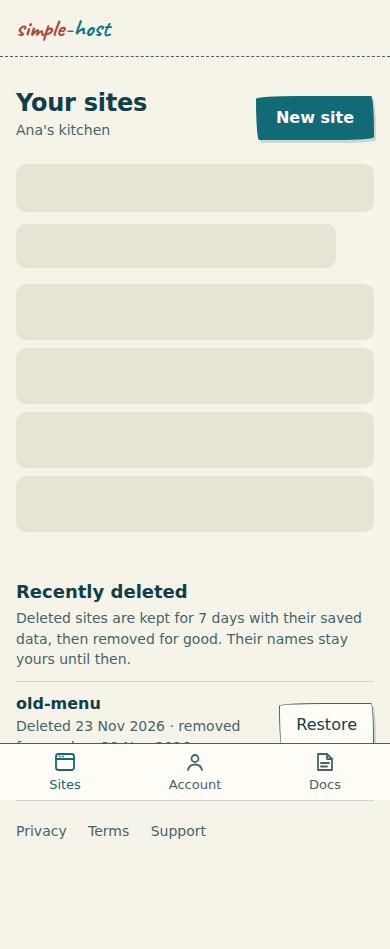 simple-host
Your sites
Ana's kitchen
New site
Recently deleted
Deleted sites are kept for 7 days with their saved
data, then removed for good. Their names stay
yours until then.
old-menu
Deleted 23 Nov 2026 · removed
Restore
Sites
Account
Docs
Privacy
Terms
Support